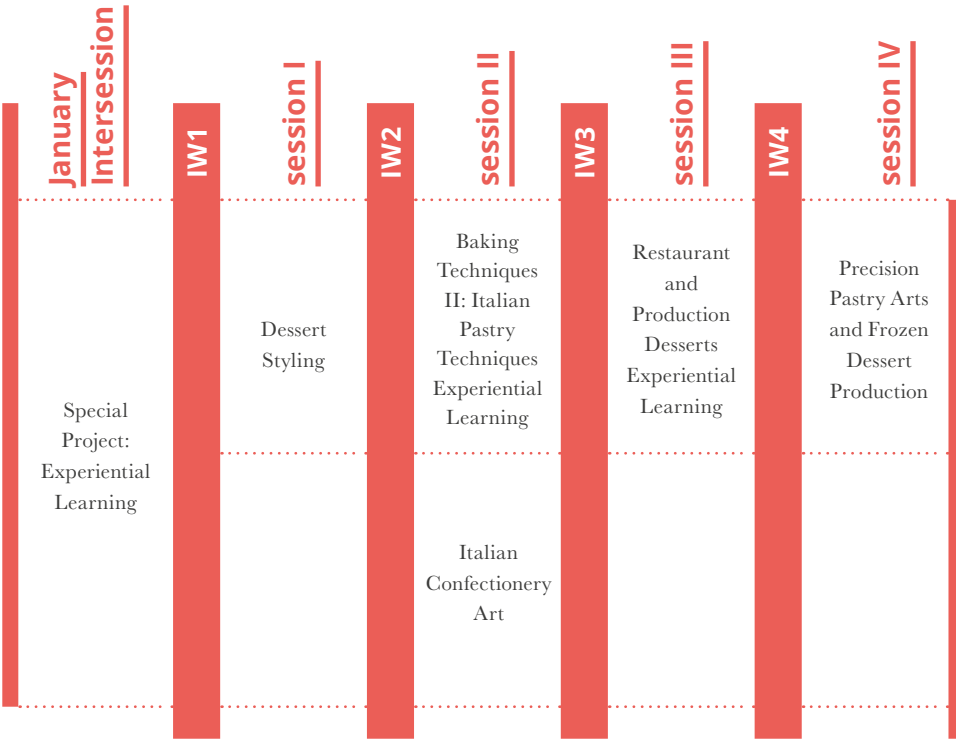 January
Intersession
IW1
session I
IW2
session II
IW3
session III
IW4
session IV
Special
Project:
Experiential
Learning
Dessert
Styling
Baking
Techniques
II: Italian
Pastry
Techniques
Experiential
Learning
Italian
Confectionery
Art
Restaurant
and
Production
Desserts
Experiential
Learning
Precision
Pastry Arts
and Frozen
Dessert
Production